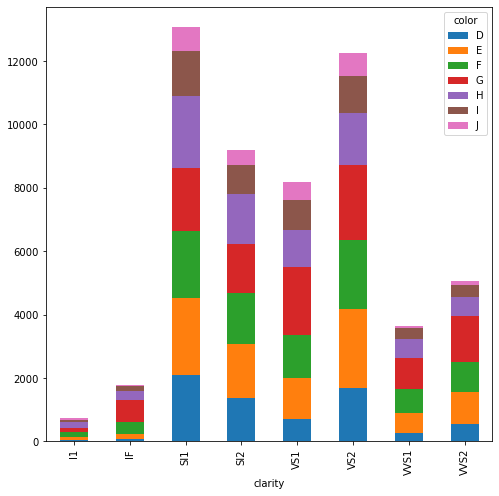 color
D
E
F
G
H
I
J
12000
10000
8000
6000
4000
2000
0
I1
IF
SI1
SI2
VS1
VS2
VVS1
VVS2
clarity